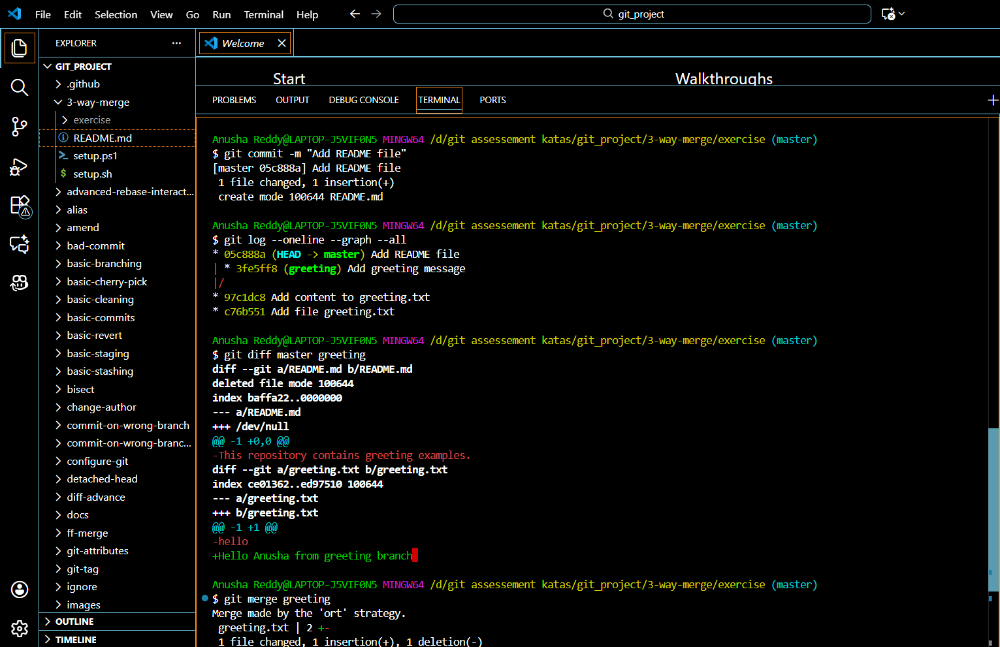 File Edit Selection View Go Run Terminal Help
git_project
EXPLORER
Welcome
GIT_PROJECT
.github
3-way-merge
exercise
README.md
setup.ps1
setup.sh
advanced-rebase-interact...
alias
amend
bad-commit
basic-branching
basic-cherry-pick
basic-cleaning
basic-commits
basic-revert
basic-staging
basic-stashing
bisect
change-author
commit-on-wrong-branch
commit-on-wrong-branc...
configure-git
detached-head
diff-advance
docs
ff-merge
git-attributes
git-tag
ignore
images
OUTLINE
TIMELINE
Start Walkthroughs
PROBLEMS OUTPUT DEBUG CONSOLE TERMINAL PORTS
Anusha Reddy@LAPTOP-J5VIF0N5 MINGW64 /d/git assessement katas/git_project/3-way-merge/exercise (master)
$ git commit -m "Add README file"
[master 05c888a] Add README file
1 file changed, 1 insertion(+)
create mode 100644 README.md
Anusha Reddy@LAPTOP-J5VIF0N5 MINGW64 /d/git assessement katas/git_project/3-way-merge/exercise (master)
$ git log --oneline --graph --all
* 05c888a (HEAD -> master) Add README file
| * 3fe5ff8 (greeting) Add greeting message
|/
* 97c1dc8 Add content to greeting.txt
* c76b551 Add file greeting.txt
Anusha Reddy@LAPTOP-J5VIF0N5 MINGW64 /d/git assessement katas/git_project/3-way-merge/exercise (master)
$ git diff master greeting
diff --git a/README.md b/README.md
deleted file mode 100644
index baffa22..0000000
--- a/README.md
+++ /dev/null
@@ -1 +0,0 @@
-This repository contains greeting examples.
diff --git a/greeting.txt b/greeting.txt
index ce01362..ed97510 100644
--- a/greeting.txt
+++ b/greeting.txt
@@ -1 +1 @@
-hello
+Hello Anusha from greeting branch
Anusha Reddy@LAPTOP-J5VIF0N5 MINGW64 /d/git assessement katas/git_project/3-way-merge/exercise (master)
$ git merge greeting
Merge made by the 'ort' strategy.
greeting.txt | 2 +-
1 file changed, 1 insertion(+), 1 deletion(-)